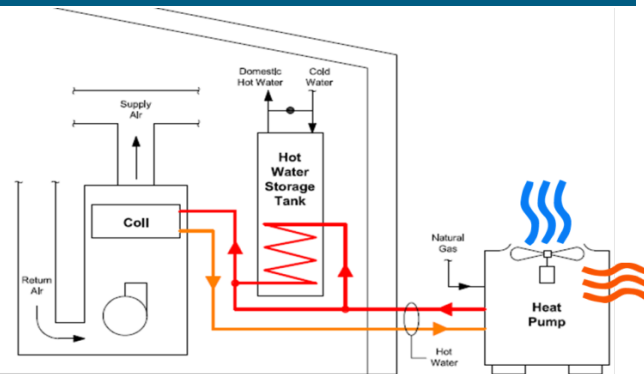 Domestic
Hot Water
Cold
Water
Supply
Air
Hot
Water
Storage
Tank
Coil
Natural
Gas
Return
Air
Heat
Pump
Hot
Water